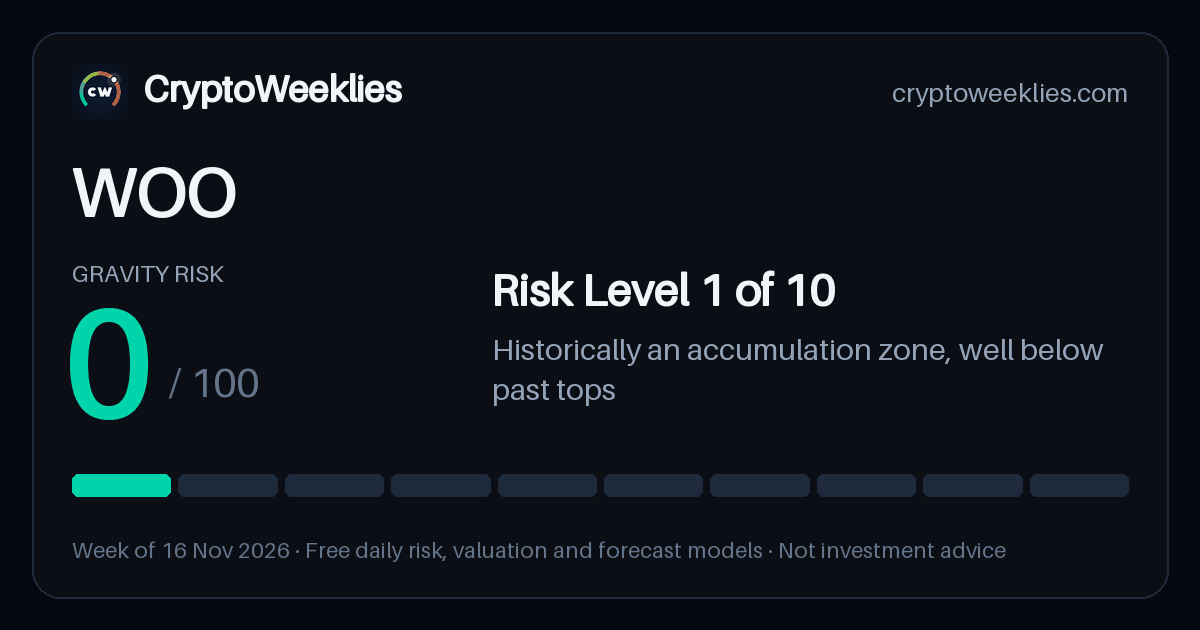 CW
CryptoWeeklies
cryptoweeklies.com
WOO
GRAVITY RISK
0 / 100
Risk Level 1 of 10
Historically an accumulation zone, well below
past tops
Week of 16 Nov 2026 · Free daily risk, valuation and forecast models · Not investment advice